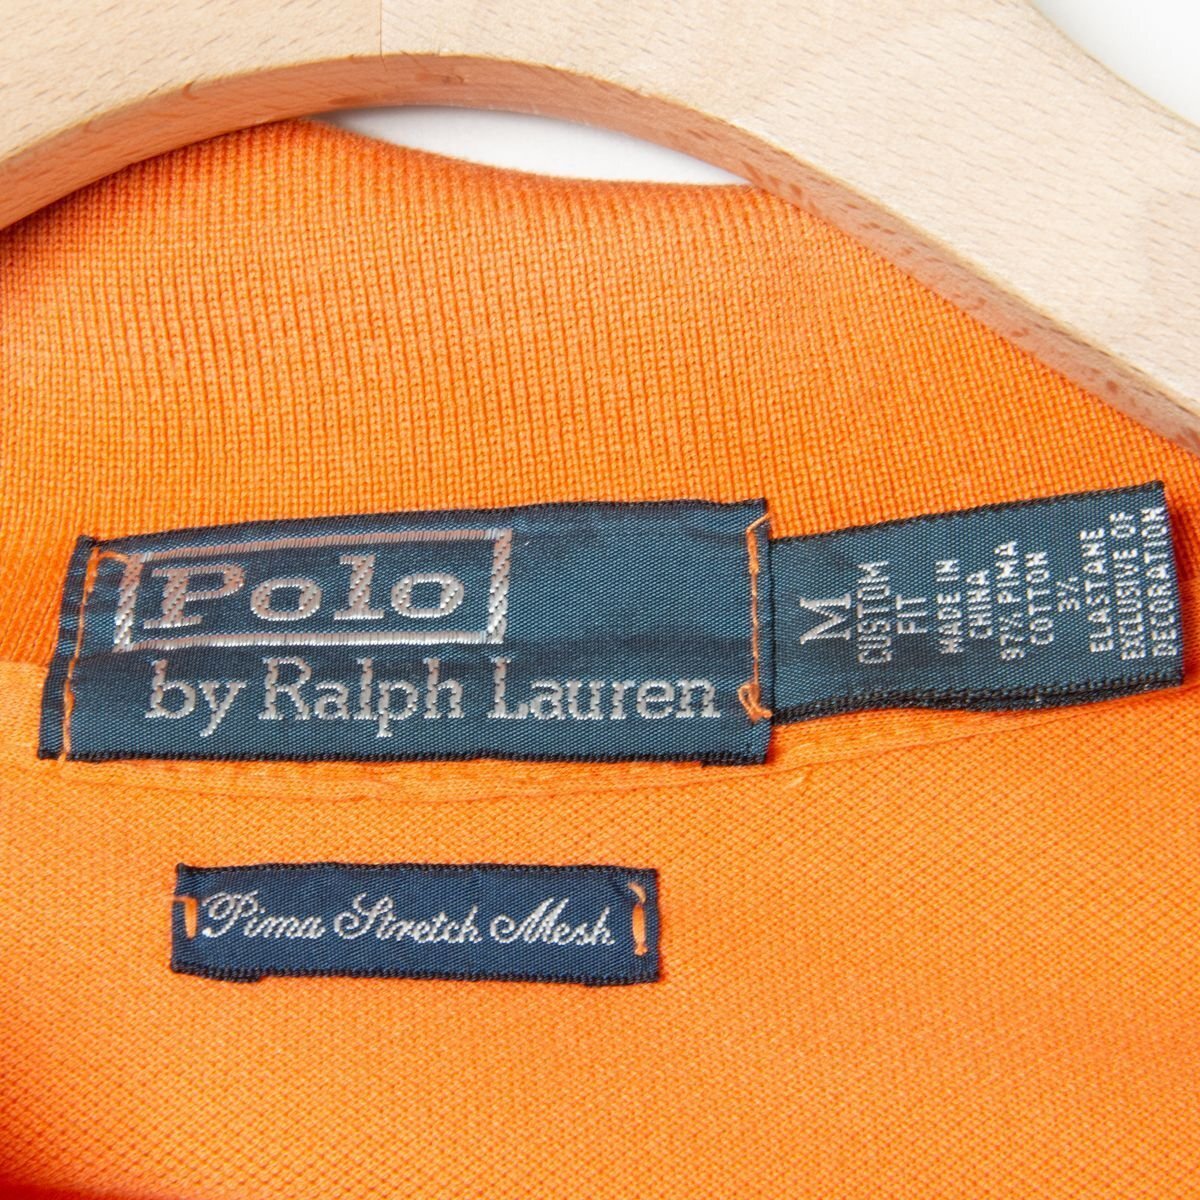 Polo
by Ralph Lauren
M
CUSTOM
FIT
MADE IN
CHINA
97% PIMA
COTTON
3%
ELASTANE
EXCLUSIVE OF
DECORATION
Pima Stretch Mesh